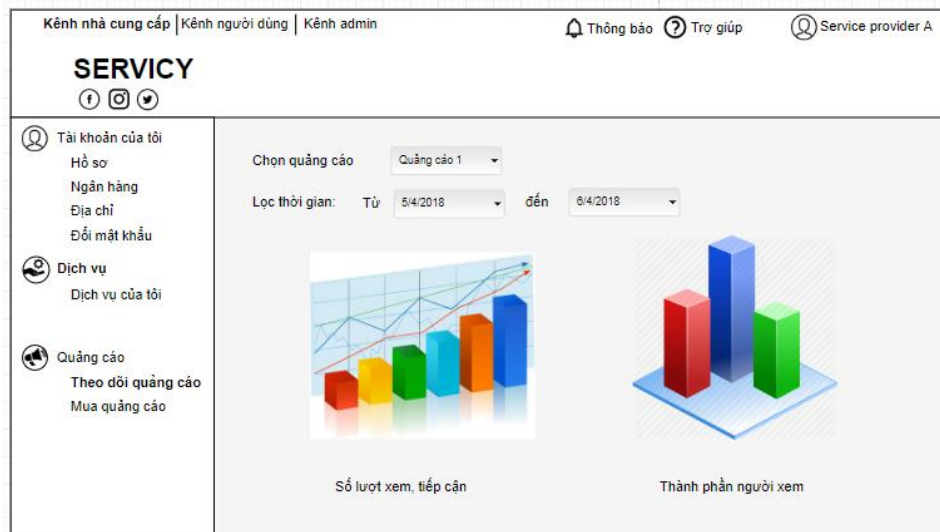 Kênh nhà cung cấp | Kênh người dùng | Kênh admin
Thông báo
Trợ giúp
Service provider A
SERVICY
Tài khoản của tôi
Hồ sơ
Ngân hàng
Địa chỉ
Đổi mật khẩu
Dịch vụ
Dịch vụ của tôi
Quảng cáo
Theo dõi quảng cáo
Mua quảng cáo
Chọn quảng cáo
Quảng cáo 1
Lọc thời gian: Từ 5/4/2018 đến 6/4/2018
Số lượt xem, tiếp cận
Thành phần người xem